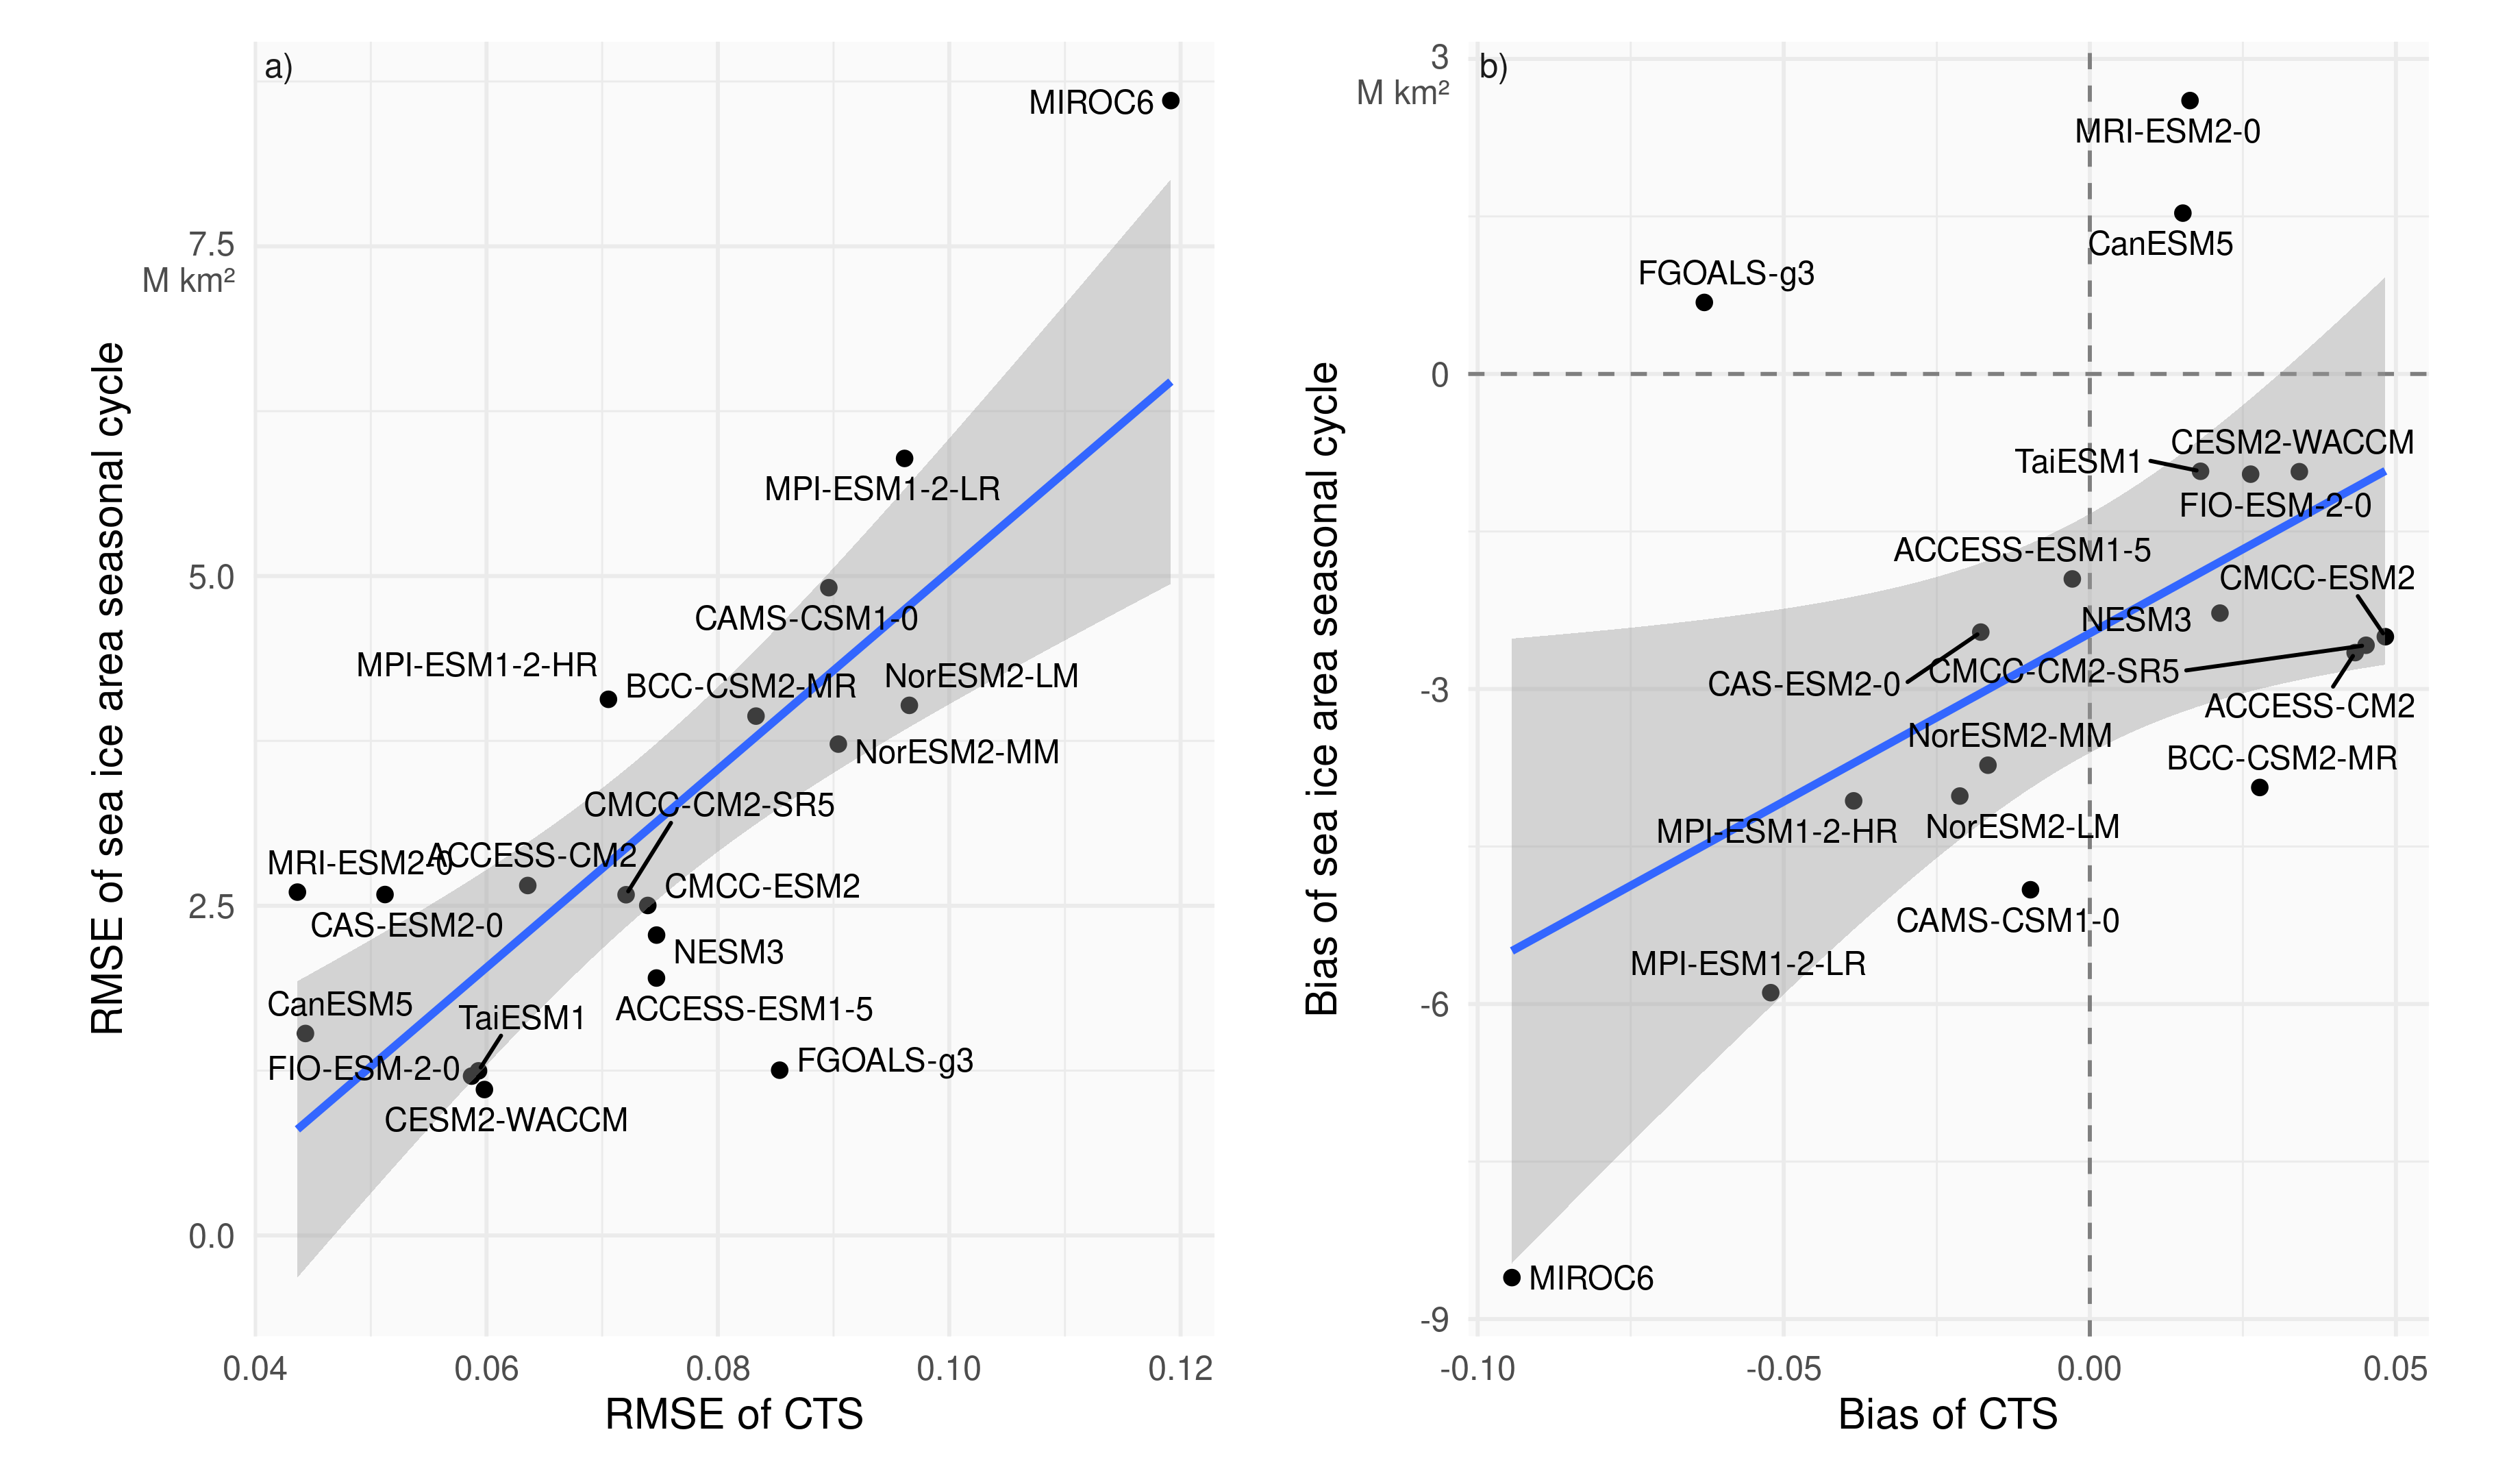 a)
MIROC6
7.5
M km²
MPI-ESM1-2-LR
5.0
CAMS-CSM1-0
MPI-ESM1-2-HR
BCC-CSM2-MR
NorESM2-LM
NorESM2-MM
CMCC-CM2-SR5
MRI-ESM2-0
ACCESS-CM2
CMCC-ESM2
2.5
CAS-ESM2-0
NESM3
CanESM5
TaiESM1
ACCESS-ESM1-5
FIO-ESM-2-0
FGOALS-g3
CESM2-WACCM
0.0
0.04
0.06
0.08
0.10
0.12
RMSE of CTS
RMSE of sea ice area seasonal cycle
b)
3
M km²
MRI-ESM2-0
CanESM5
FGOALS-g3
0
CESM2-WACCM
TaiESM1
FIO-ESM-2-0
ACCESS-ESM1-5
CMCC-ESM2
NESM3
CMCC-CM2-SR5
CAS-ESM2-0
-3
ACCESS-CM2
NorESM2-MM
BCC-CSM2-MR
MPI-ESM1-2-HR
NorESM2-LM
CAMS-CSM1-0
MPI-ESM1-2-LR
-6
MIROC6
-9
-0.10
-0.05
0.00
0.05
Bias of CTS
Bias of sea ice area seasonal cycle